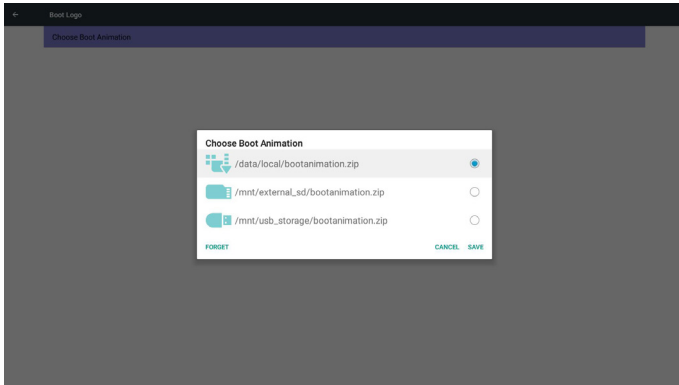 Boot Logo
Choose Boot Animation
Choose Boot Animation
/data/local/bootanimation.zip
/mnt/external_sd/bootanimation.zip
/mnt/usb_storage/bootanimation.zip
FORGET CANCEL SAVE